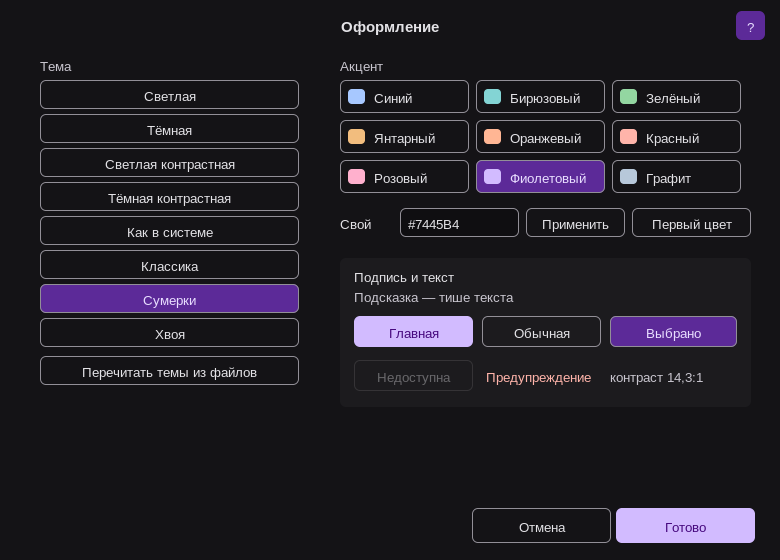 Оформление
?
Тема
Светлая
Тёмная
Светлая контрастная
Тёмная контрастная
Как в системе
Классика
Сумерки
Хвоя
Перечитать темы из файлов
Акцент
Синий
Бирюзовый
Зелёный
Янтарный
Оранжевый
Красный
Розовый
Фиолетовый
Графит
Свой
#7445B4
Применить
Первый цвет
Подпись и текст
Подсказка — тише текста
Главная
Обычная
Выбрано
Недоступна
Предупреждение
контраст 14,3:1
Отмена
Готово